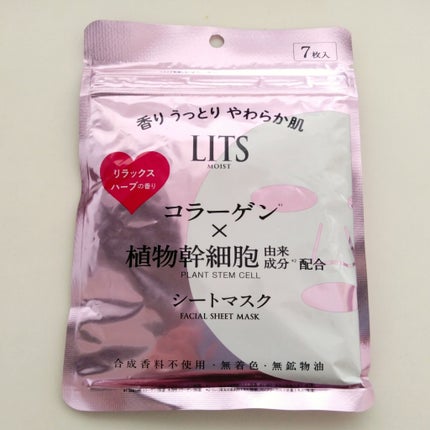 7枚入
香り うっとり やわらか肌
LITS
MOIST
リラックス
ハーブの香り
コラーゲン*¹
×
植物幹細胞由来成分*²配合
PLANT STEM CELL
シートマスク
FACIAL SHEET MASK
合成香料不使用・無着色・無鉱物油